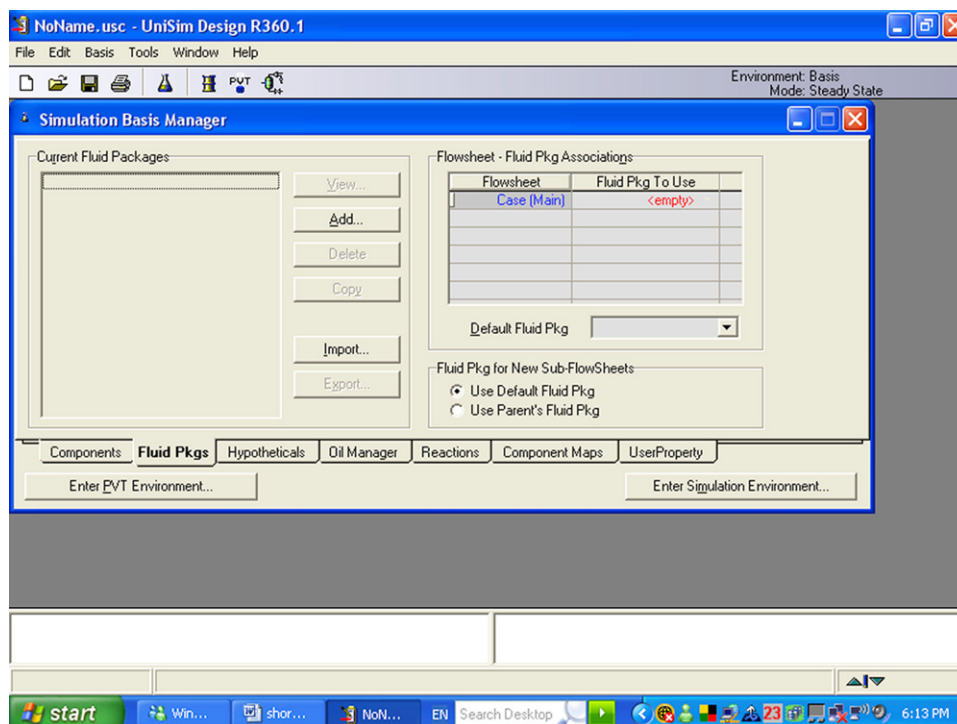 NoName.usc - UniSim Design R360.1
File Edit Basis Tools Window Help
PVT
Environment: Basis
Mode: Steady State
Simulation Basis Manager
Current Fluid Packages
View...
Add...
Delete
Copy
Import...
Export...
Flowsheet - Fluid Pkg Associations
Flowsheet Fluid Pkg To Use
Case (Main) <empty>
Default Fluid Pkg
Fluid Pkg for New Sub-FlowSheets
Use Default Fluid Pkg
Use Parent's Fluid Pkg
Components Fluid Pkgs Hypotheticals Oil Manager Reactions Component Maps UserProperty
Enter PVT Environment... Enter Simulation Environment...
start Win... shor... NoN... EN Search Desktop 23 6:13 PM